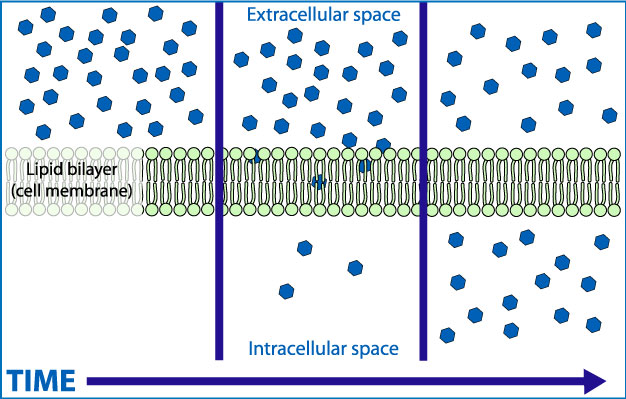 Extracellular space
Lipid bilayer
(cell membrane)
Intracellular space
TIME